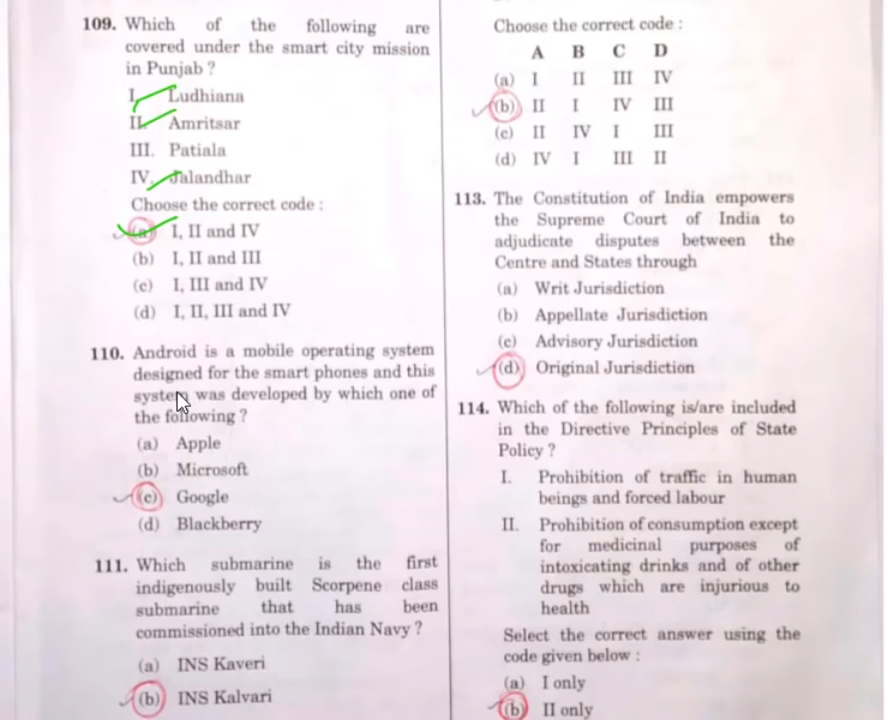 109. Which of the following are
covered under the smart city mission
in Punjab ?
I. Ludhiana
II. Amritsar
III. Patiala
IV. Jalandhar
Choose the correct code :
(a) I, II and IV
(b) I, II and III
(c) I, III and IV
(d) I, II, III and IV
110. Android is a mobile operating system
designed for the smart phones and this
system was developed by which one of
the following ?
(a) Apple
(b) Microsoft
(c) Google
(d) Blackberry
111. Which submarine is the first
indigenously built Scorpene class
submarine that has been
commissioned into the Indian Navy ?
(a) INS Kaveri
(b) INS Kalvari
Choose the correct code :
A B C D
(a) I II III IV
(b) II I IV III
(c) II IV I III
(d) IV I III II
113. The Constitution of India empowers
the Supreme Court of India to
adjudicate disputes between the
Centre and States through
(a) Writ Jurisdiction
(b) Appellate Jurisdiction
(c) Advisory Jurisdiction
(d) Original Jurisdiction
114. Which of the following is/are included
in the Directive Principles of State
Policy ?
I. Prohibition of traffic in human
beings and forced labour
II. Prohibition of consumption except
for medicinal purposes of
intoxicating drinks and of other
drugs which are injurious to
health
Select the correct answer using the
code given below :
(a) I only
(b) II only